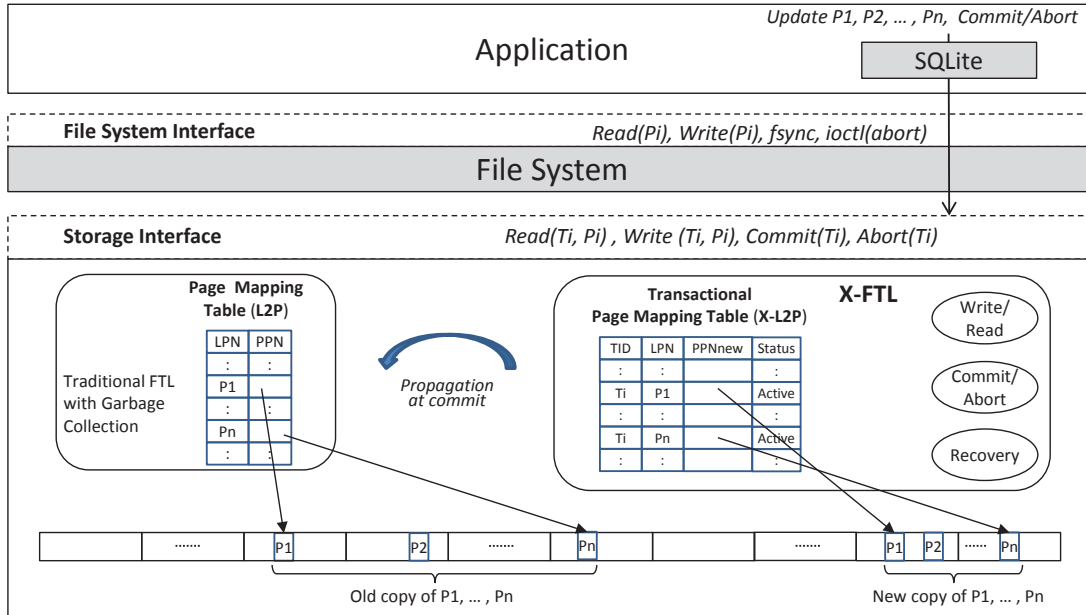 Update P1, P2, … , Pn, Commit/Abort
Application
SQLite
File System Interface
Read(Pi), Write(Pi), fsync, ioctl(abort)
File System
Storage Interface
Read(Ti, Pi) , Write (Ti, Pi), Commit(Ti), Abort(Ti)
Page Mapping
Table (L2P)
LPN PPN
: :
P1
: :
Pn
: :
Traditional FTL
with Garbage
Collection
Propagation
at commit
Transactional
Page Mapping Table (X-L2P)
X-FTL
TID LPN PPNnew Status
: : :
Ti P1 Active
: : :
Ti Pn Active
: : :
Write/
Read
Commit/
Abort
Recovery
....... P1 P2 ....... Pn ....... P1 P2 ...... Pn
Old copy of P1, … , Pn
New copy of P1, … , Pn